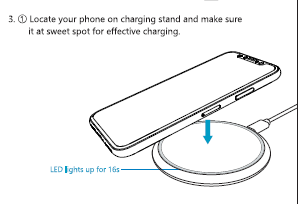 3. ① Locate your phone on charging stand and make sure
it at sweet spot for effective charging.
LED lights up for 16s